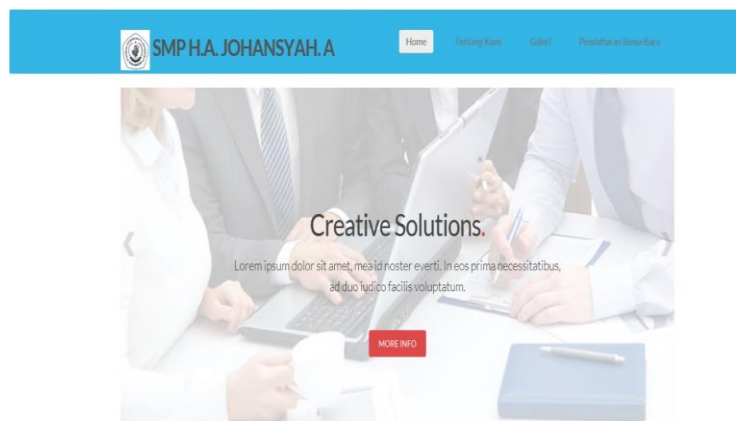 SMP H.A. JOHANSYAH. A
Home
Tentang Kami
Galeri
Pendaftaran Siswa Baru
Creative Solutions.
Lorem ipsum dolor sit amet, mea id noster everti. In eos prima necessitatibus,
ad duo iudico facilis voluptatum.
MORE INFO